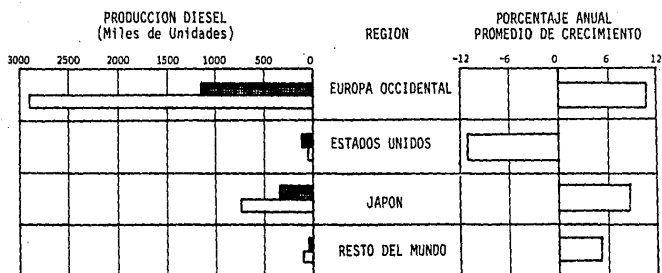 PRODUCCION DIESEL
(Miles de Unidades)
REGION
PORCENTAJE ANUAL
PROMEDIO DE CRECIMIENTO
3000 2500 2000 1500 1000 500 0
-12 -6 0 6 12
EUROPA OCCIDENTAL
ESTADOS UNIDOS
JAPON
RESTO DEL MUNDO